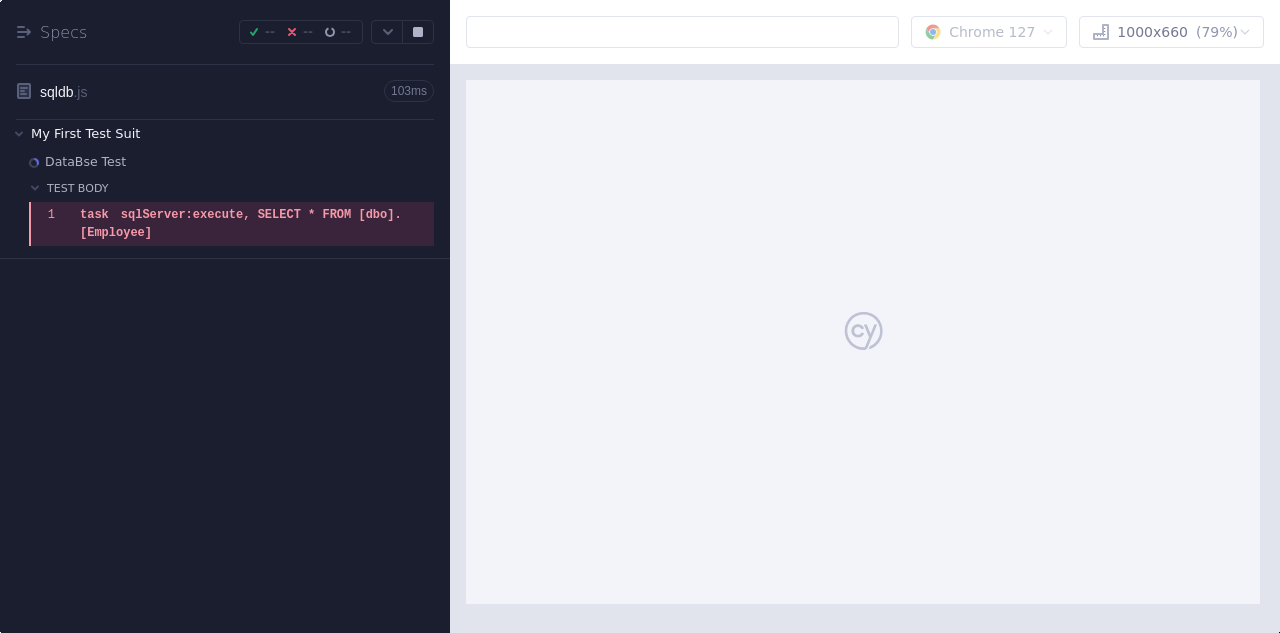 Specs
--
--
--
Chrome 127
1000x660 (79%)
sqldb.js
103ms
My First Test Suit
DataBse Test
TEST BODY
1 task sqlServer:execute, SELECT * FROM [dbo].
[Employee]
cy